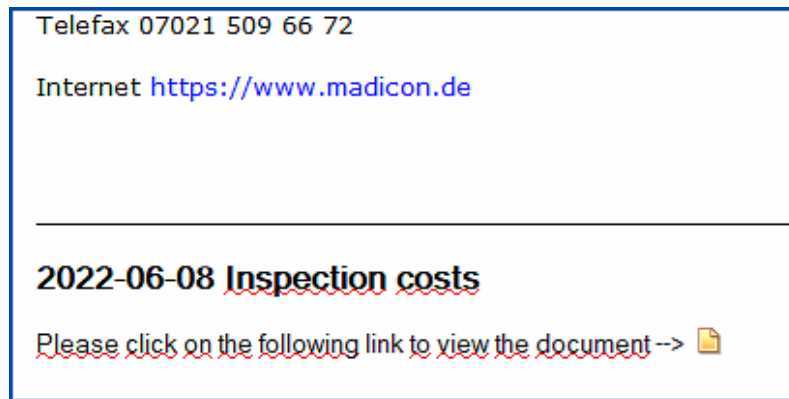 Telefax 07021 509 66 72
Internet https://www.madicon.de
2022-06-08 Inspection costs
Please click on the following link to view the document -->